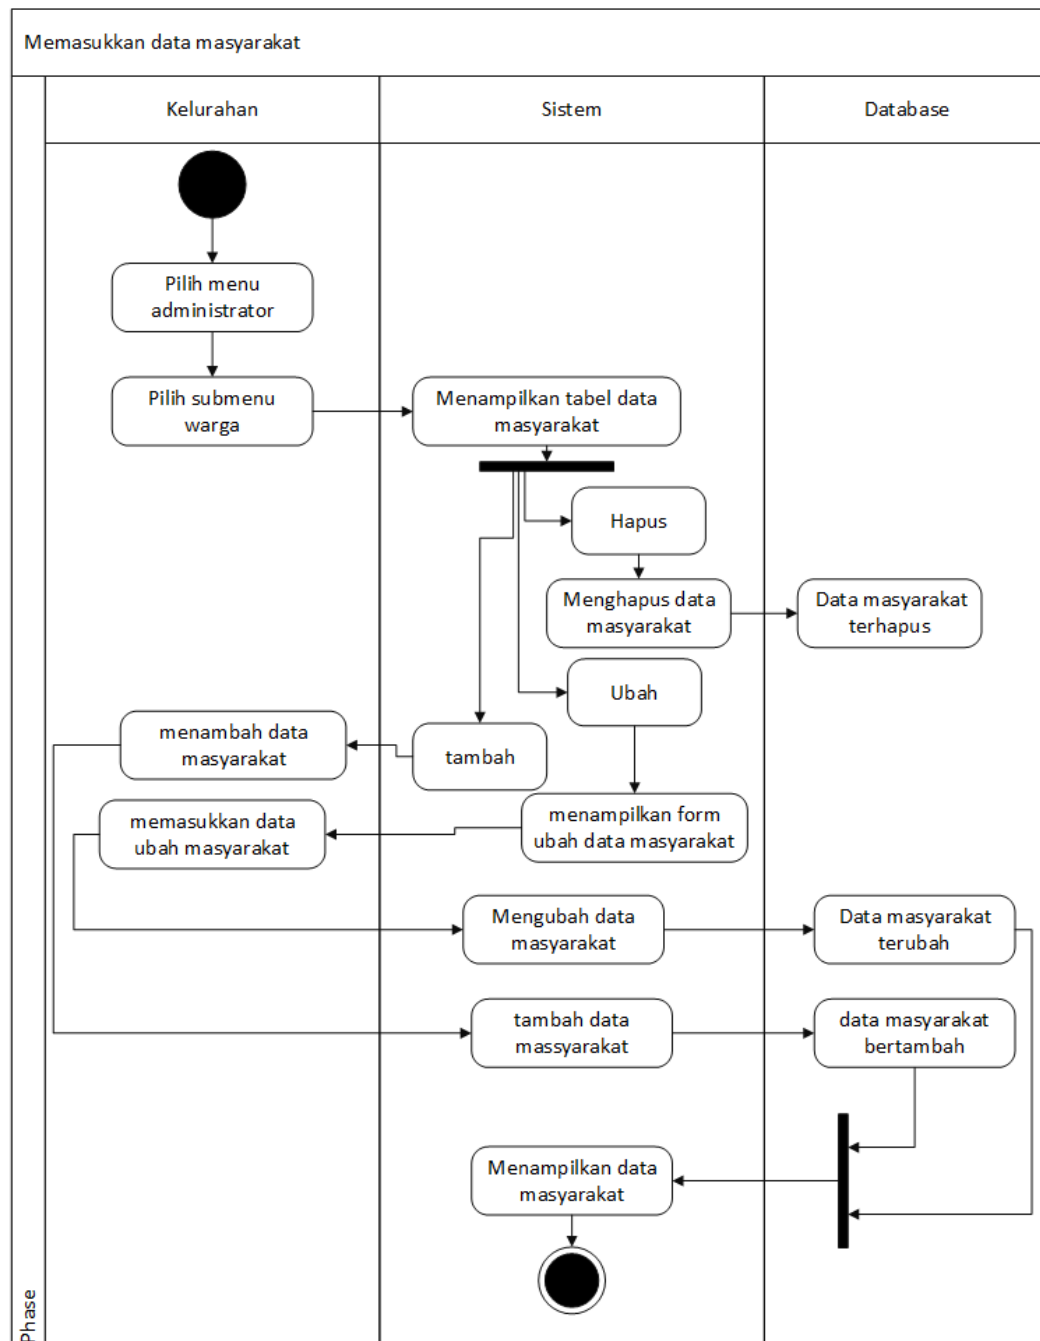 Memasukkan data masyarakat
Kelurahan
Sistem
Database
Pilih menu
administrator
Pilih submenu
warga
Menampilkan tabel data
masyarakat
Hapus
Menghapus data
masyarakat
Data masyarakat
terhapus
Ubah
menambah data
masyarakat
tambah
memasukkan data
ubah masyarakat
menampilkan form
ubah data masyarakat
Mengubah data
masyarakat
Data masyarakat
terubah
tambah data
massyarakat
data masyarakat
bertambah
Menampilkan data
masyarakat
Phase